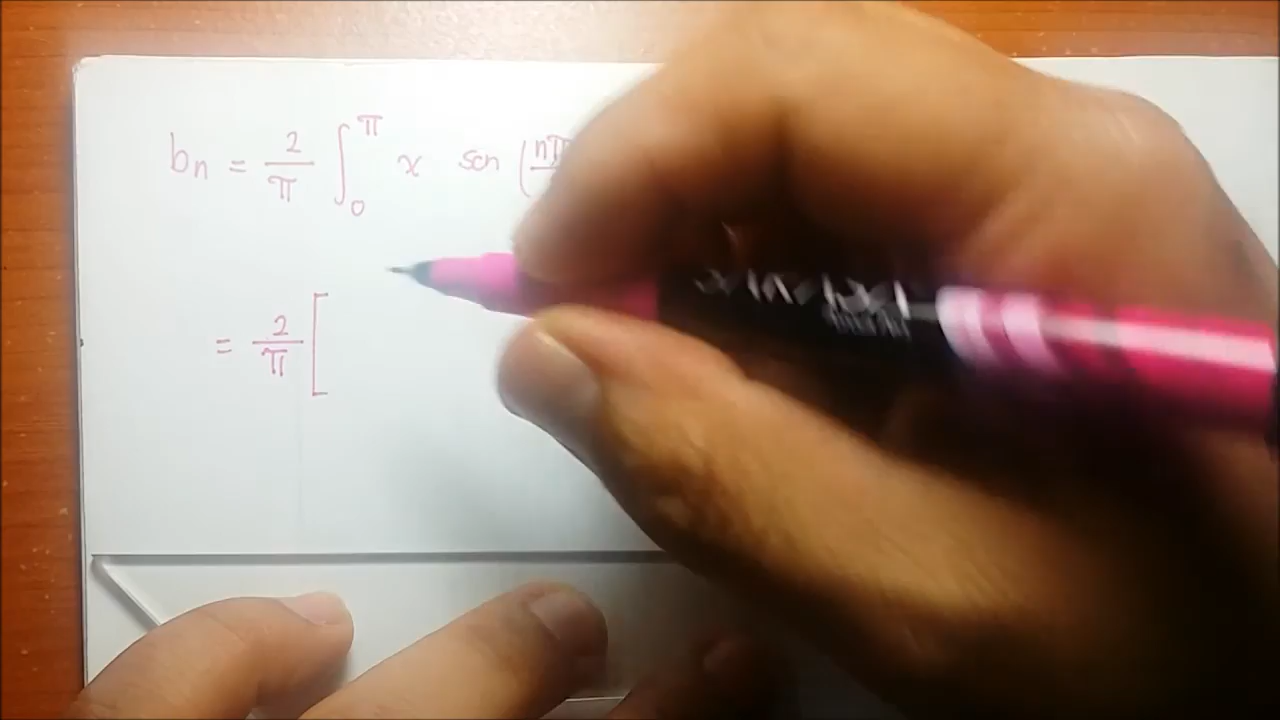 bn = 2/π ∫₀^π x sen (nπ
= 2/π [